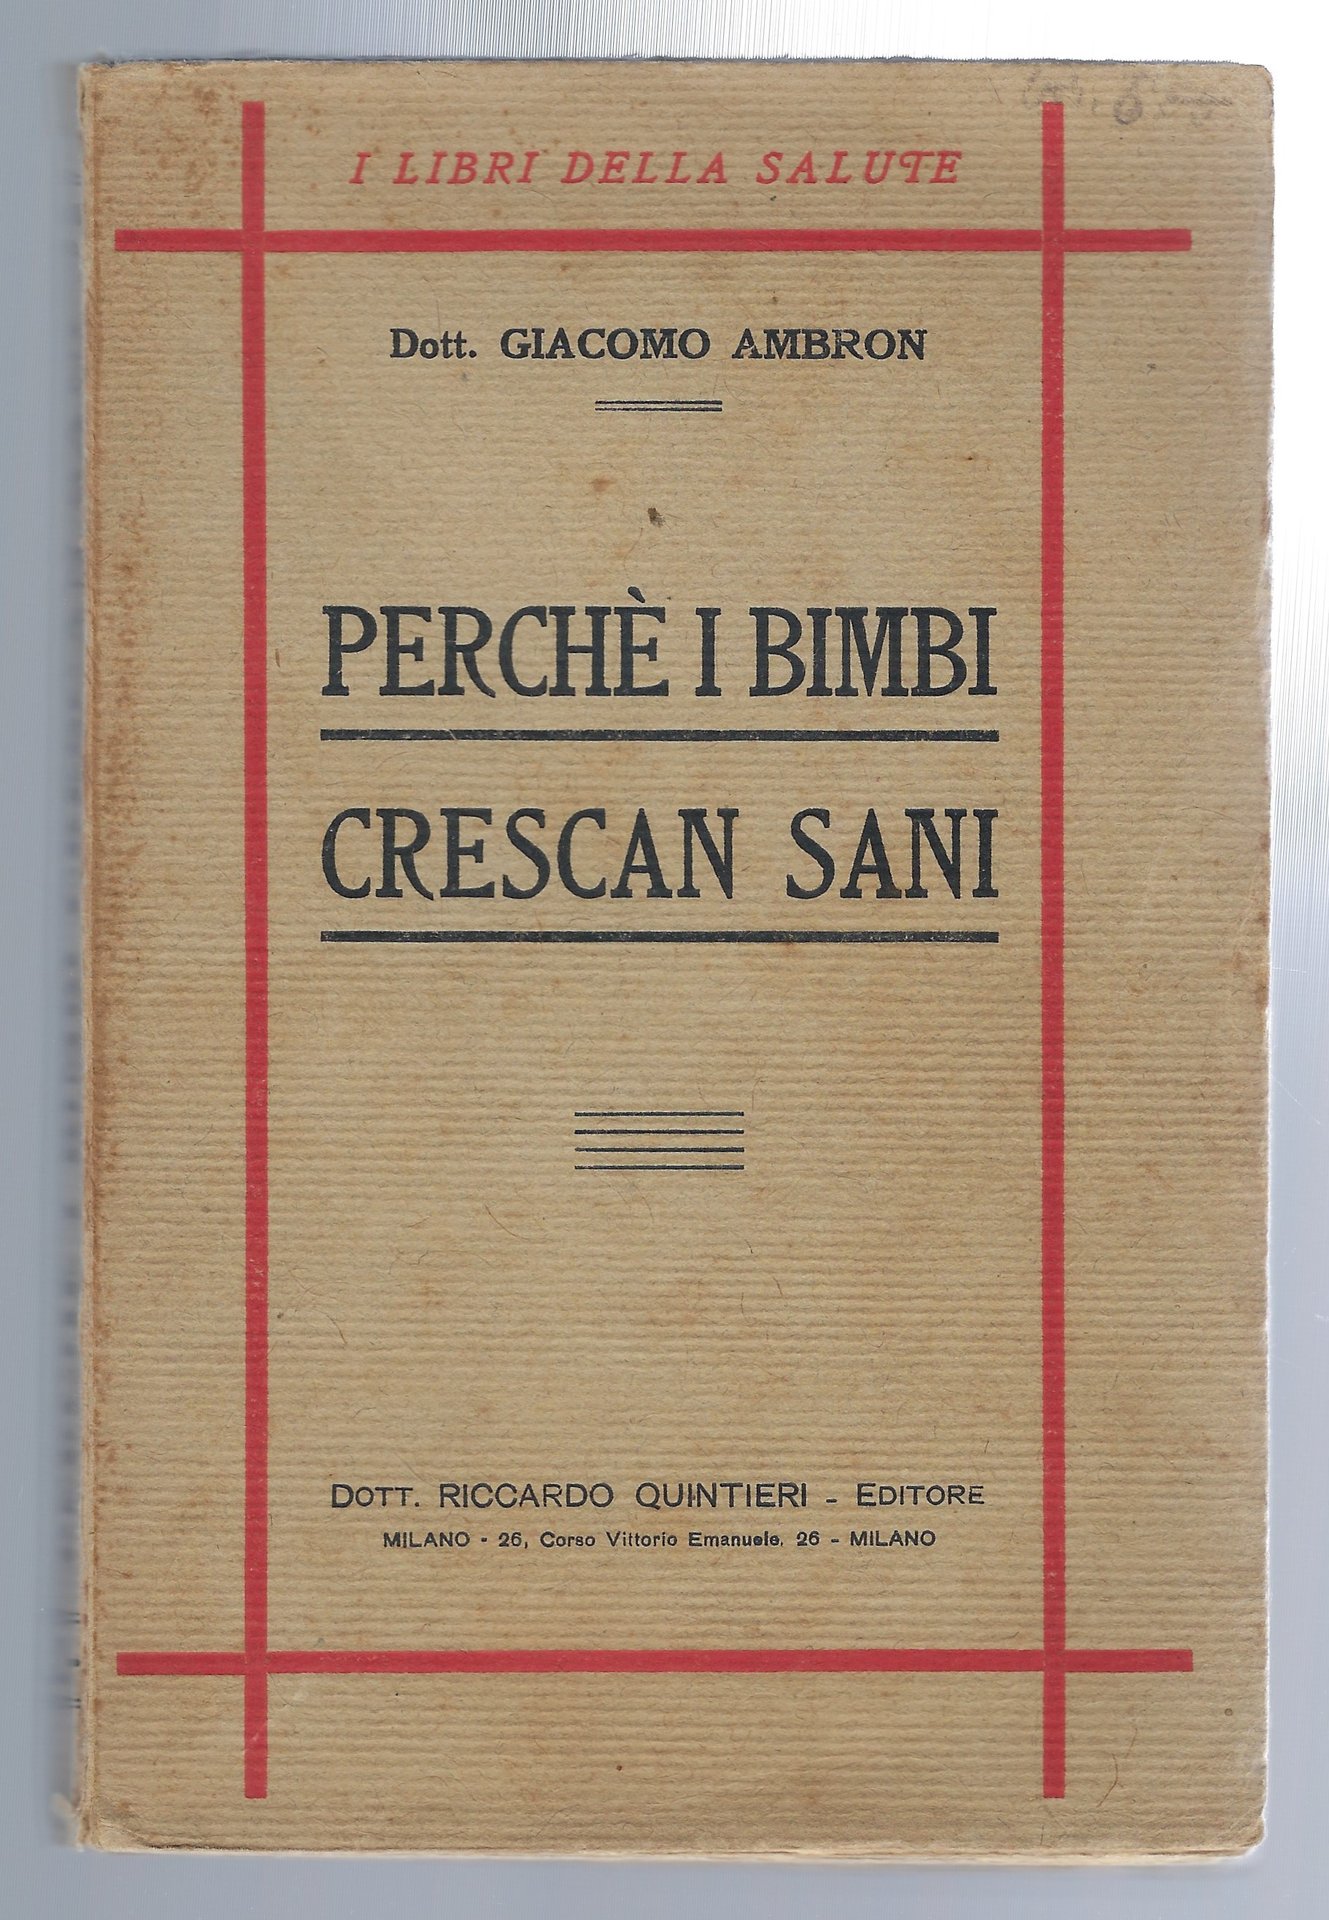 I LIBRI DELLA SALUTE
Dott. GIACOMO AMBRON
PERCHÈ I BIMBI
CRESCAN SANI
DOTT. RICCARDO QUINTIERI - EDITORE
MILANO - 26, Corso Vittorio Emanuele, 26 - MILANO